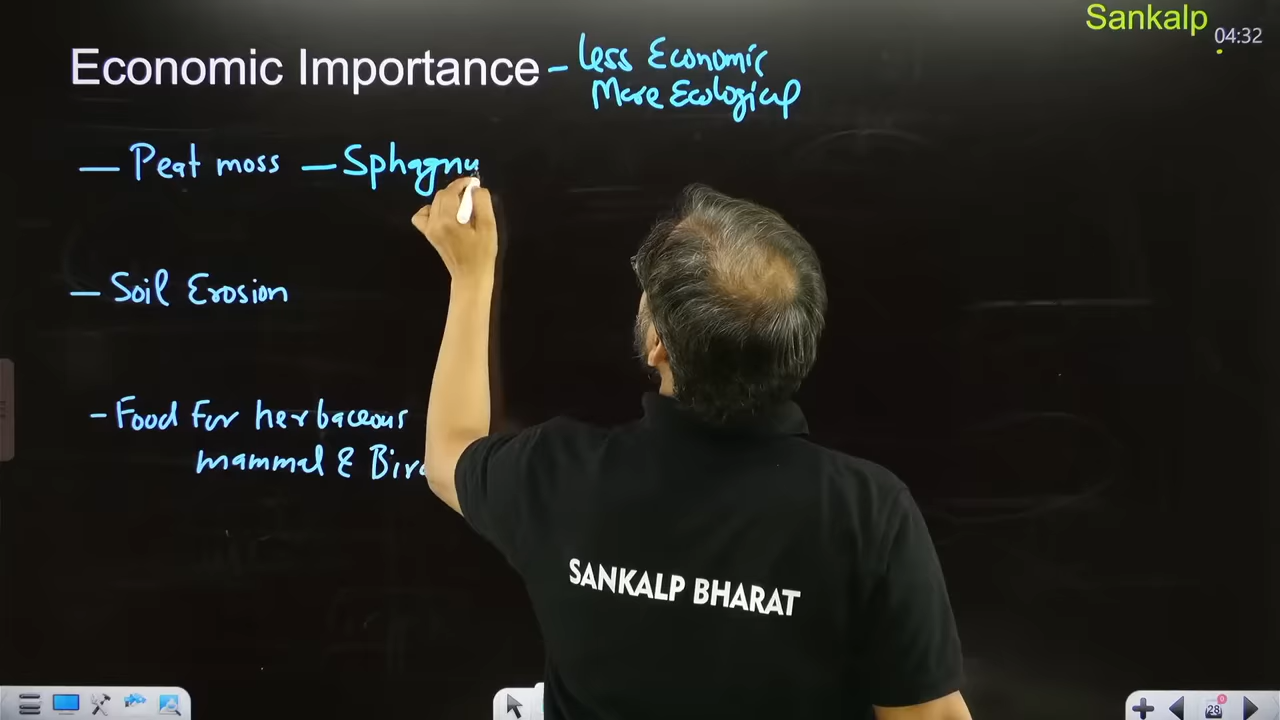 Sankalp
04:32
Economic Importance - Less Economic
More Ecological
— Peat moss — Sphagnu
— Soil Erosion
- Food For herbaceous
mammal & Bird
SANKALP BHARAT
28